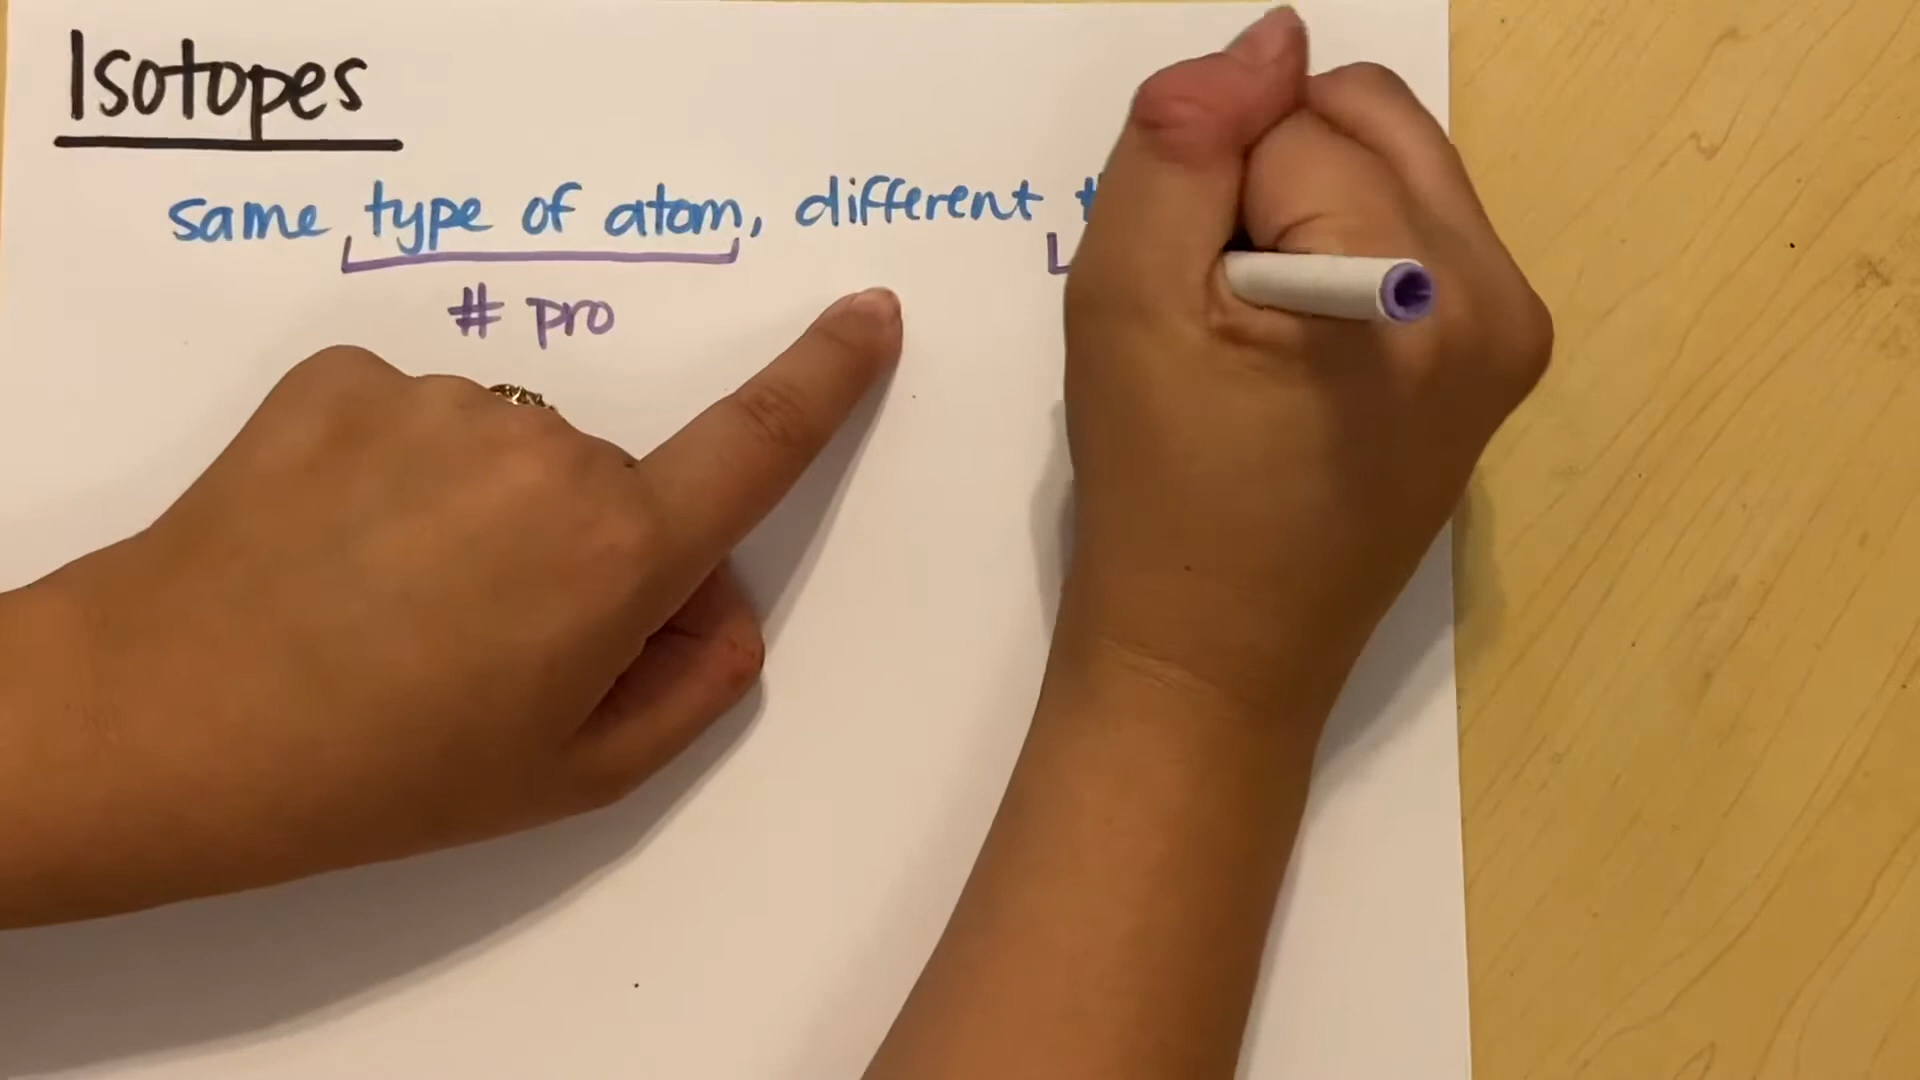 Isotopes
same type of atom, different
# pro